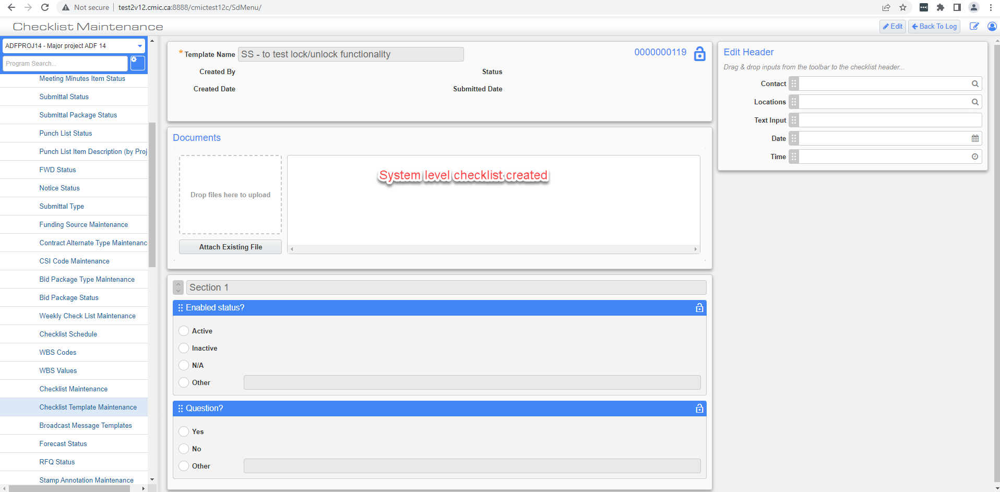 Not secure
test2v12.cmic.ca:8888/cmictest12c/SdMenu/
Checklist Maintenance
Edit
Back To Log
ADFPROJ14 - Major project ADF 14
Program Search...
Meeting Minutes Item Status
Submittal Status
Submittal Package Status
Punch List Status
Punch List Item Description (by Proj
FWD Status
Notice Status
Submittal Type
Funding Source Maintenance
Contract Alternate Type Maintenanc
CSI Code Maintenance
Bid Package Type Maintenance
Bid Package Status
Weekly Check List Maintenance
Checklist Schedule
WBS Codes
WBS Values
Checklist Maintenance
Checklist Template Maintenance
Broadcast Message Templates
Forecast Status
RFQ Status
Stamp Annotation Maintenance
* Template Name SS - to test lock/unlock functionality 0000000119
Created By Status
Created Date Submitted Date
Documents
Drop files here to upload
System level checklist created
Attach Existing File
Section 1
Enabled status?
Active
Inactive
N/A
Other
Question?
Yes
No
Other
Edit Header
Drag & drop inputs from the toolbar to the checklist header...
Contact
Locations
Text Input
Date
Time